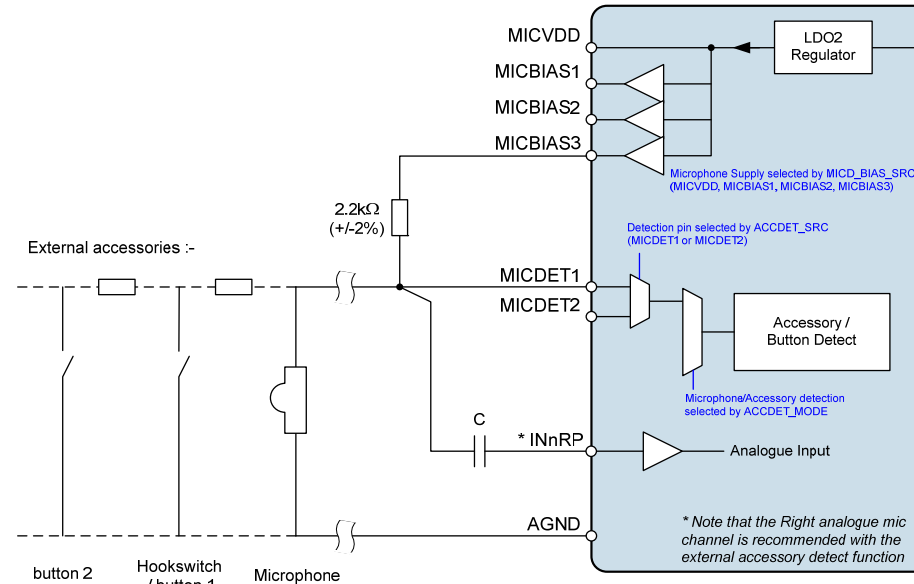 MICVDD
LDO2
Regulator
MICBIAS1
MICBIAS2
MICBIAS3
Microphone Supply selected by MICD_BIAS_SRC
(MICVDD, MICBIAS1, MICBIAS2, MICBIAS3)
2.2kΩ
(+/-2%)
Detection pin selected by ACCDET_SRC
(MICDET1 or MICDET2)
External accessories :-
MICDET1
MICDET2
Accessory /
Button Detect
Microphone/Accessory detection
selected by ACCDET_MODE
C
* INnRP
Analogue Input
AGND
* Note that the Right analogue mic
channel is recommended with the
external accessory detect function
button 2
Hookswitch
/ button 1
Microphone